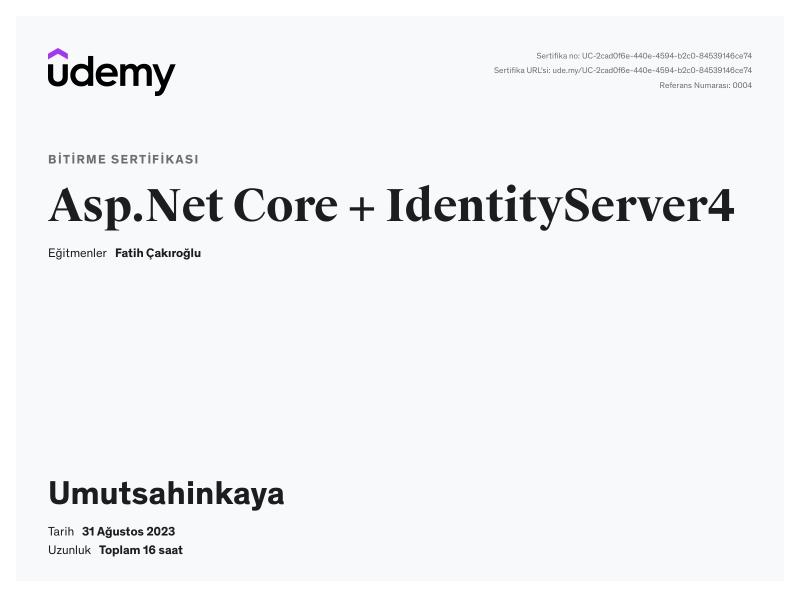 udemy
Sertifika no: UC-2cad0f6e-440e-4594-b2c0-84539146ce74
Sertifika URL'si: ude.my/UC-2cad0f6e-440e-4594-b2c0-84539146ce74
Referans Numarası: 0004
BİTİRME SERTİFİKASI
Asp.Net Core + IdentityServer4
Eğitmenler Fatih Çakıroğlu
Umutsahinkaya
Tarih 31 Ağustos 2023
Uzunluk Toplam 16 saat